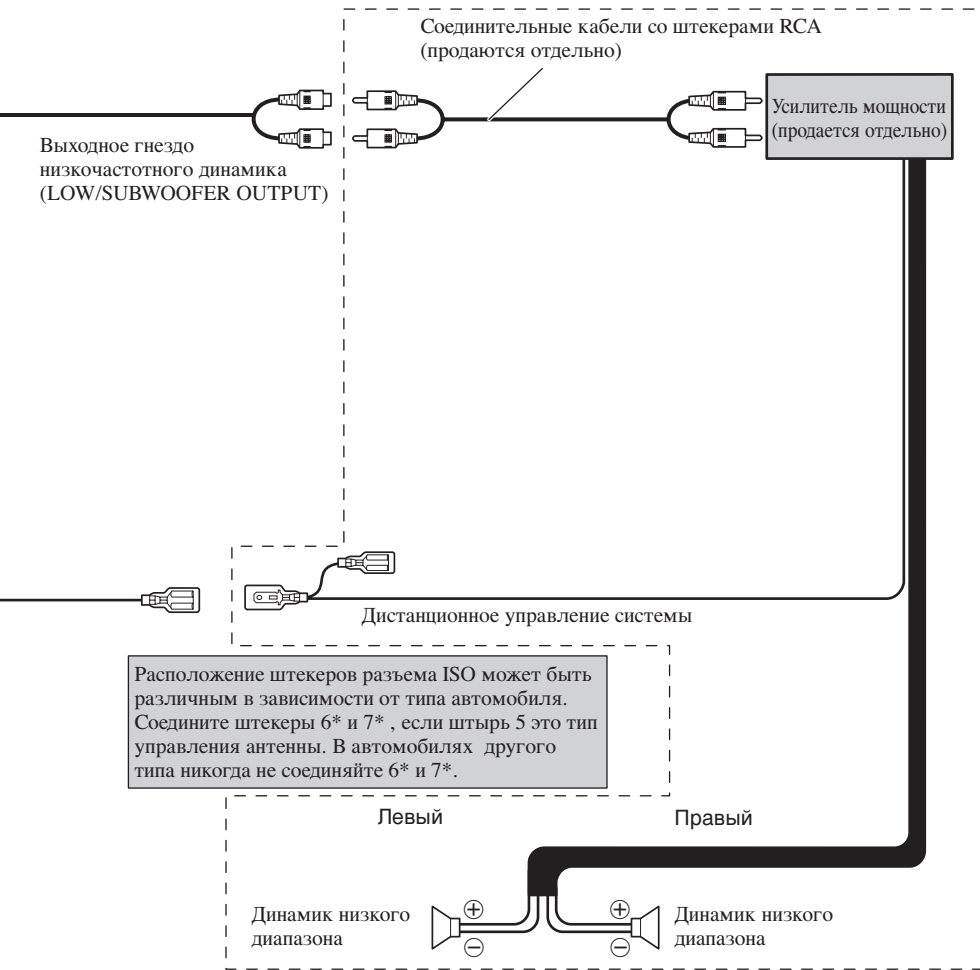 Соединительные кабели со штекерами RCA
(продаются отдельно)
Усилитель мощности
(продается отдельно)
Выходное гнездо
низкочастотного динамика
(LOW/SUBWOOFER OUTPUT)
Дистанционное управление системы
Расположение штекеров разъема ISO может быть
различным в зависимости от типа автомобиля.
Соедините штекеры 6* и 7* , если штырь 5 это тип
управления антенны. В автомобилях другого
типа никогда не соединяйте 6* и 7*.
Левый
Правый
Динамик низкого
диапазона
+
−
+
−
Динамик низкого
диапазона